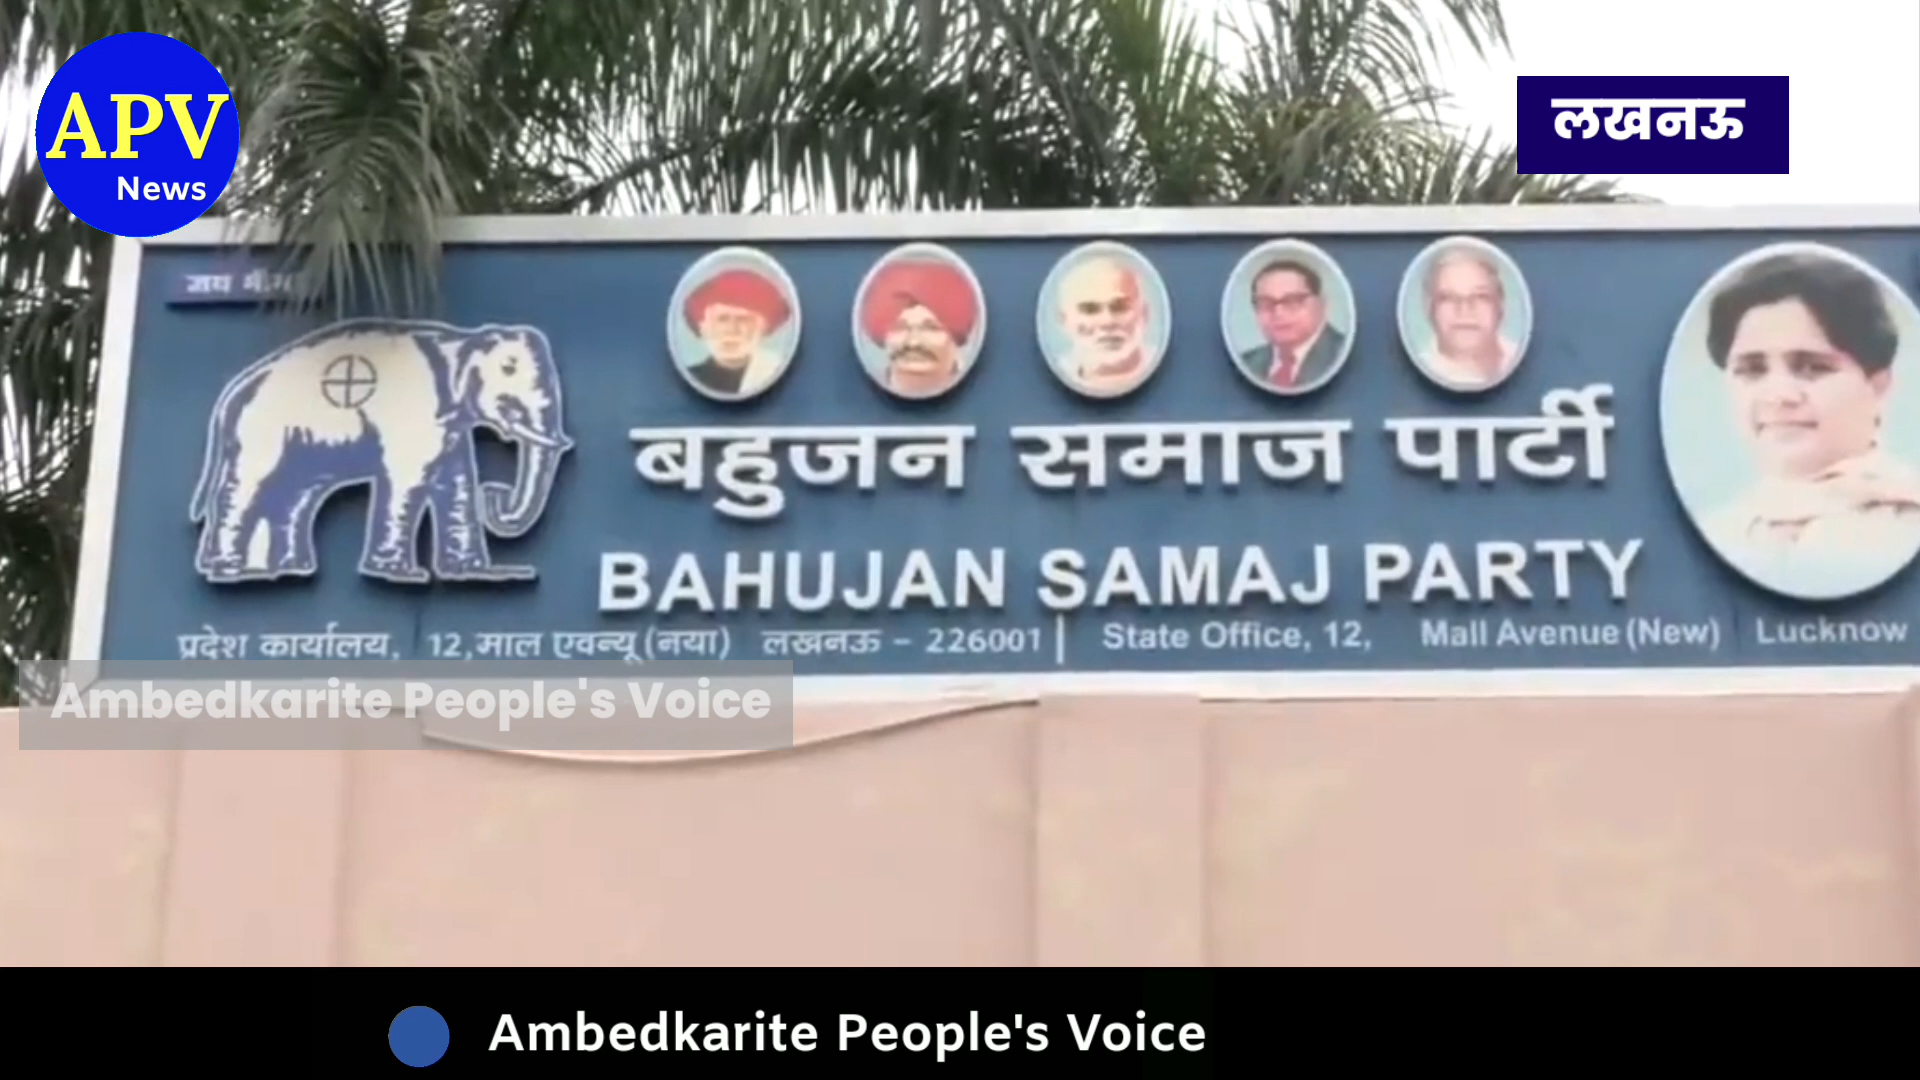 APV
News
लखनऊ
जय
बहुजन समाज पार्टी
BAHUJAN SAMAJ PARTY
प्रदेश कार्यालय, 12,माल एवन्यू (नया) लखनऊ - 226001 | State Office, 12, Mall Avenue (New) Lucknow
Ambedkarite People's Voice
Ambedkarite People's Voice